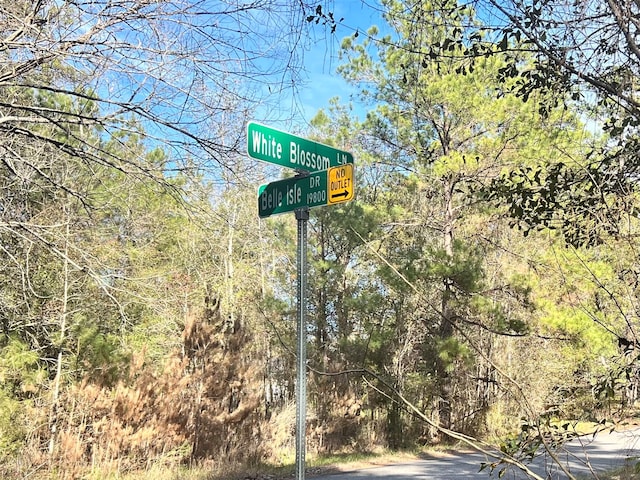 White Blossom LN
Belle Isle DR 19800
NO
OUTLET